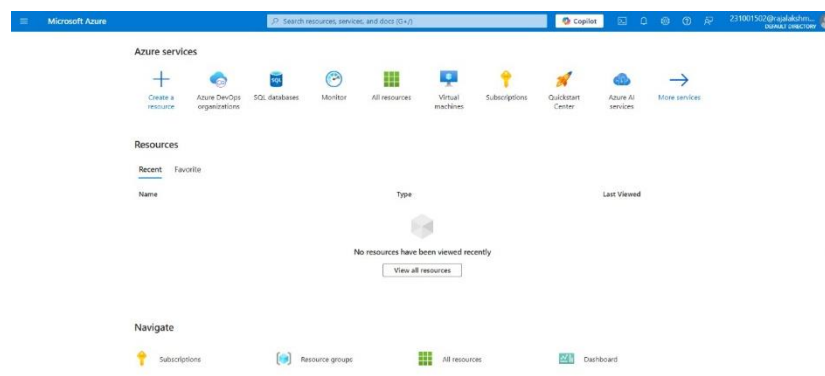 Microsoft Azure
Search resources, services, and docs (G+/)
Copilot
231001502@rajalakshm...
DEFAULT DIRECTORY
Azure services
Create a resource
Azure DevOps organizations
SQL databases
Monitor
All resources
Virtual machines
Subscriptions
Quickstart Center
Azure AI services
More services
Resources
Recent Favorite
Name Type Last Viewed
No resources have been viewed recently
View all resources
Navigate
Subscriptions Resource groups All resources Dashboard